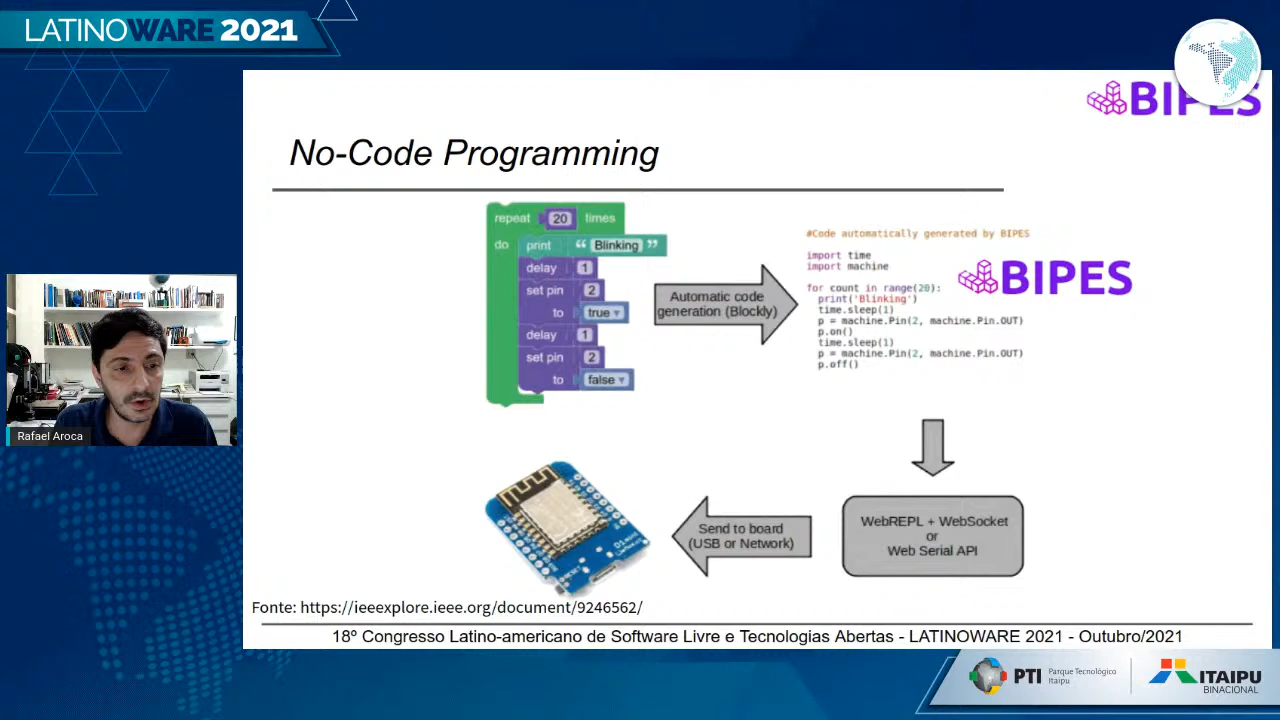 LATINOWARE 2021
BIPES
No-Code Programming
repeat 20 times
do print “ Blinking ”
delay 1
set pin 2
to true
delay 1
set pin 2
to false
Automatic code
generation (Blockly)
#Code automatically generated by BIPES
import time
import machine
for count in range(20):
print('Blinking')
time.sleep(1)
p = machine.Pin(2, machine.Pin.OUT)
p.on()
time.sleep(1)
p = machine.Pin(2, machine.Pin.OUT)
p.off()
BIPES
Rafael Aroca
WebREPL + WebSocket
or
Web Serial API
Send to board
(USB or Network)
Fonte: https://ieeexplore.ieee.org/document/9246562/
18º Congresso Latino-americano de Software Livre e Tecnologias Abertas - LATINOWARE 2021 - Outubro/2021
PTI
Parque Tecnológico
Itaipu
ITAIPU
BINACIONAL